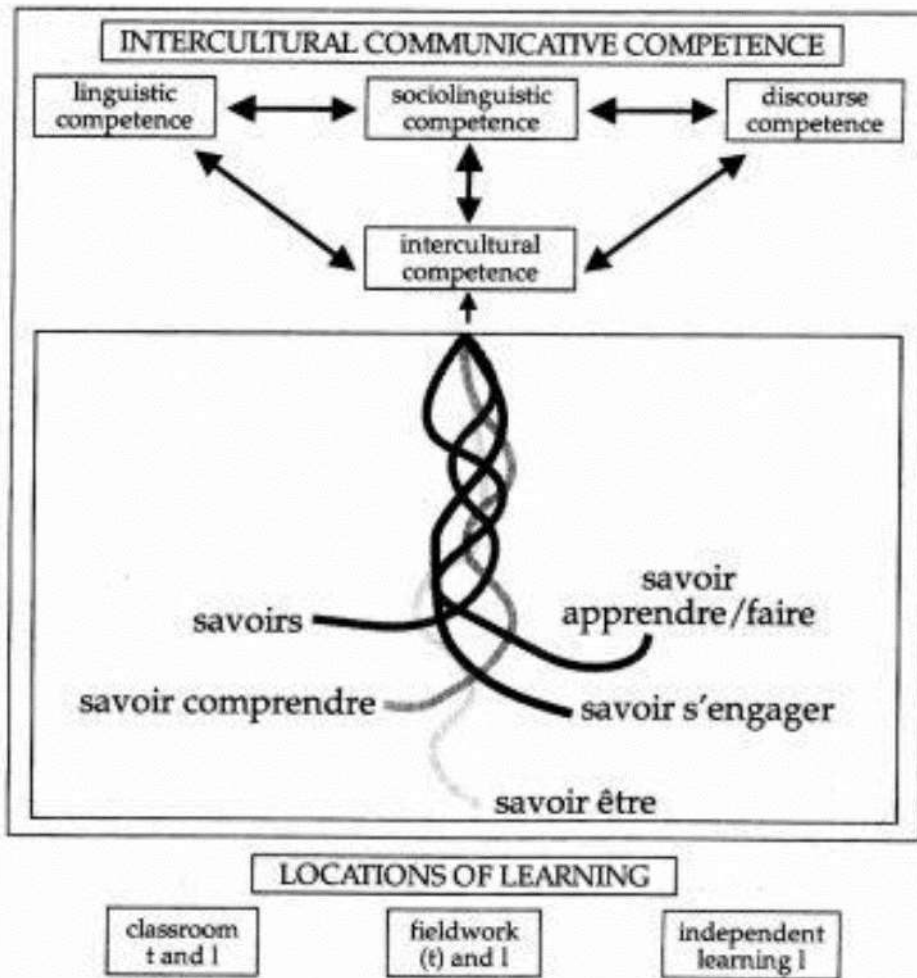 INTERCULTURAL COMMUNICATIVE COMPETENCE
linguistic
competence
sociolinguistic
competence
discourse
competence
intercultural
competence
savoirs
savoir
apprendre/faire
savoir comprendre
savoir s'engager
savoir être
LOCATIONS OF LEARNING
classroom
t and l
fieldwork
(t) and l
independent
learning l